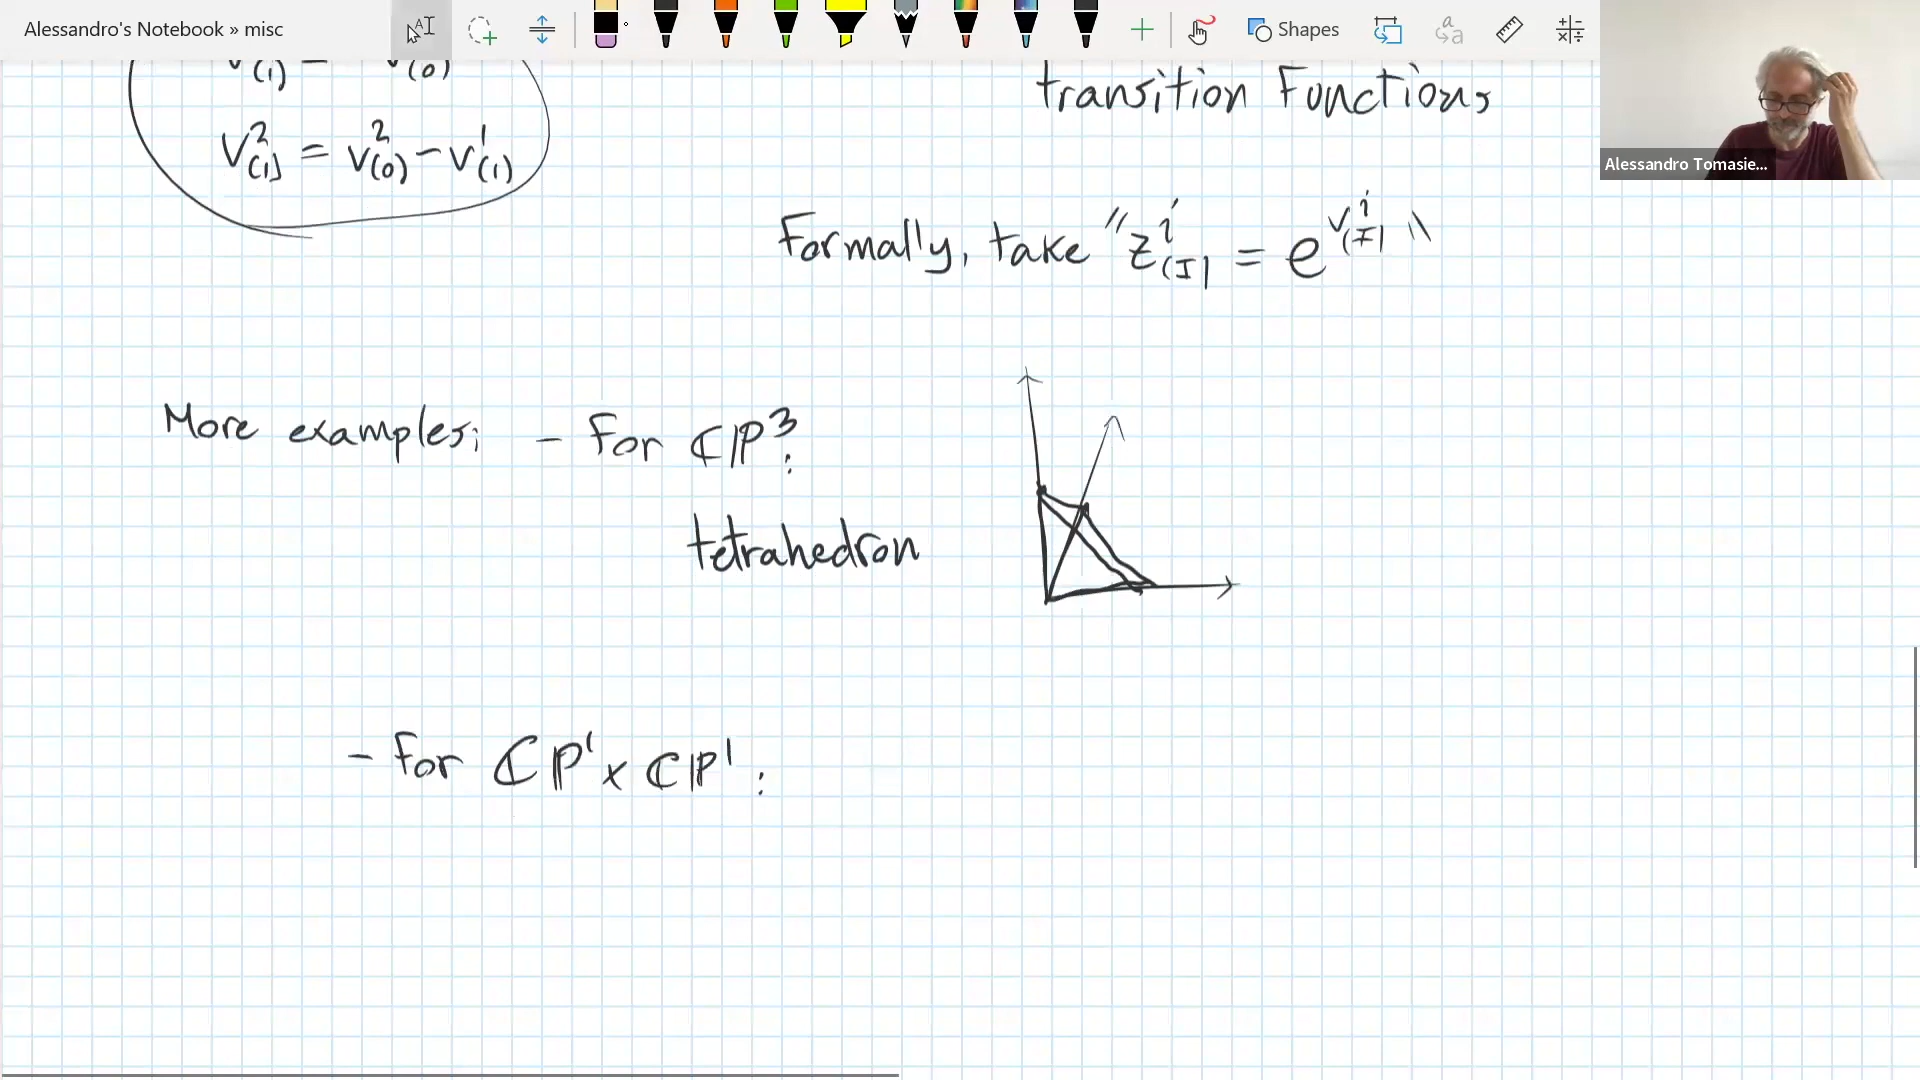 Alessandro's Notebook » misc
Shapes
Alessandro Tomasie...
transition Functions
V²₍₁₎ = V²₍₀₎ - V¹₍₁₎
Formally, take "z^i_(I) = e^{V^i_(I)}"
More examples; - For ℂℙ³:
tetrahedron
- For ℂℙ¹ x ℂℙ¹: